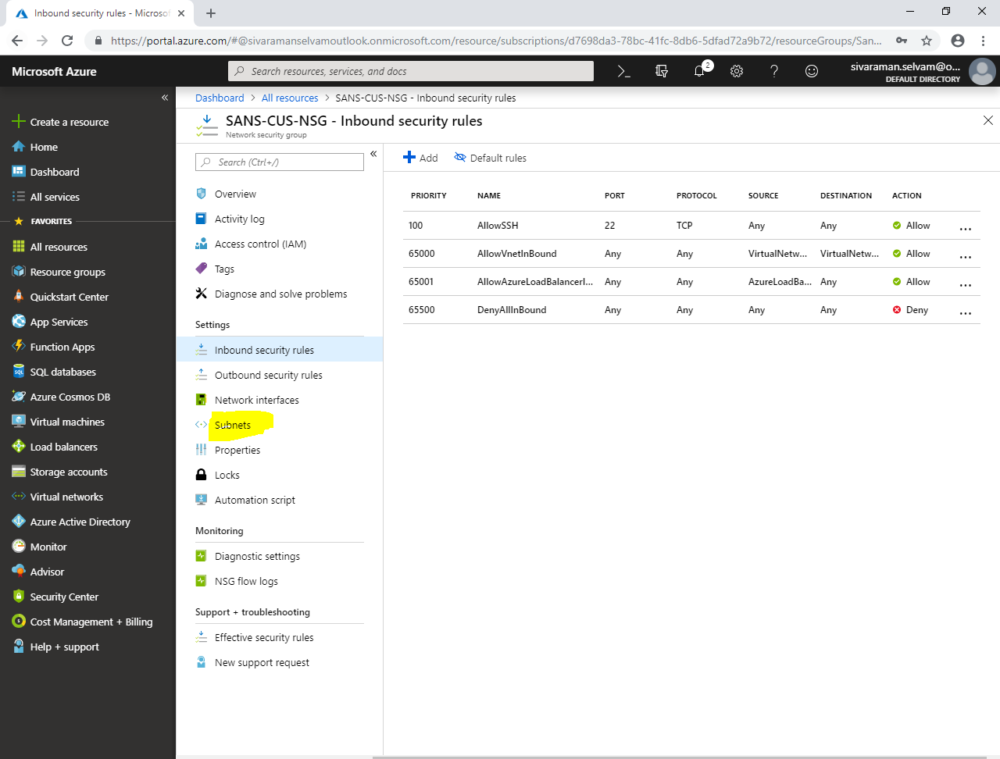 Inbound security rules - Microsof
https://portal.azure.com/#@sivaramanselvamoutlook.onmicrosoft.com/resource/subscriptions/d7698da3-78bc-41fc-8db6-5dfad72a9b72/resourceGroups/San...
Microsoft Azure
Search resources, services, and docs
2
sivaraman.selvam@o...
DEFAULT DIRECTORY
Dashboard > All resources > SANS-CUS-NSG - Inbound security rules
SANS-CUS-NSG - Inbound security rules
Network security group
Create a resource
Home
Dashboard
All services
FAVORITES
All resources
Resource groups
Quickstart Center
App Services
Function Apps
SQL databases
Azure Cosmos DB
Virtual machines
Load balancers
Storage accounts
Virtual networks
Azure Active Directory
Monitor
Advisor
Security Center
Cost Management + Billing
Help + support
Search (Ctrl+/)
Overview
Activity log
Access control (IAM)
Tags
Diagnose and solve problems
Settings
Inbound security rules
Outbound security rules
Network interfaces
Subnets
Properties
Locks
Automation script
Monitoring
Diagnostic settings
NSG flow logs
Support + troubleshooting
Effective security rules
New support request
Add Default rules
PRIORITY NAME PORT PROTOCOL SOURCE DESTINATION ACTION
100 AllowSSH 22 TCP Any Any Allow ...
65000 AllowVnetInBound Any Any VirtualNetw... VirtualNetw... Allow ...
65001 AllowAzureLoadBalancerI... Any Any AzureLoadBa... Any Allow ...
65500 DenyAllInBound Any Any Any Any Deny ...